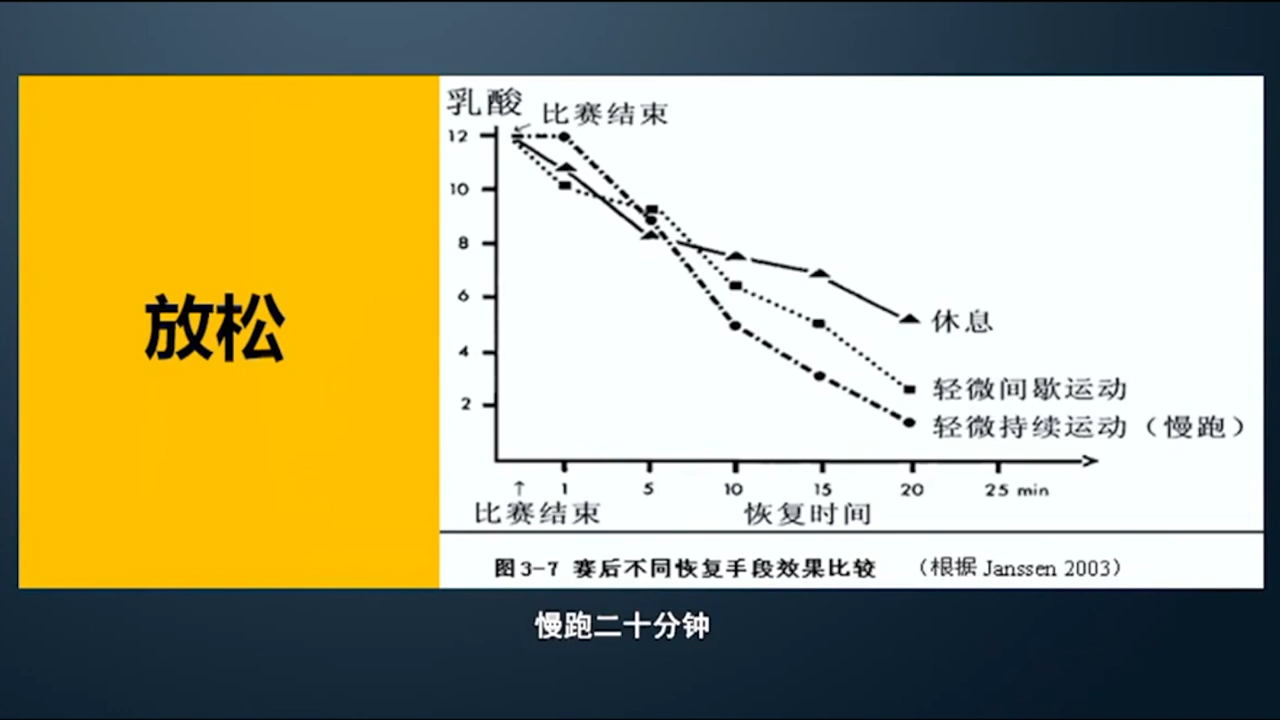 放松
乳酸
比赛结束
12
10
8
6
4
2
休息
轻微间歇运动
轻微持续运动（慢跑）
↑ 1 5 10 15 20 25 min
比赛结束 恢复时间
图3-7 赛后不同恢复手段效果比较 （根据 Janssen 2003）
慢跑二十分钟